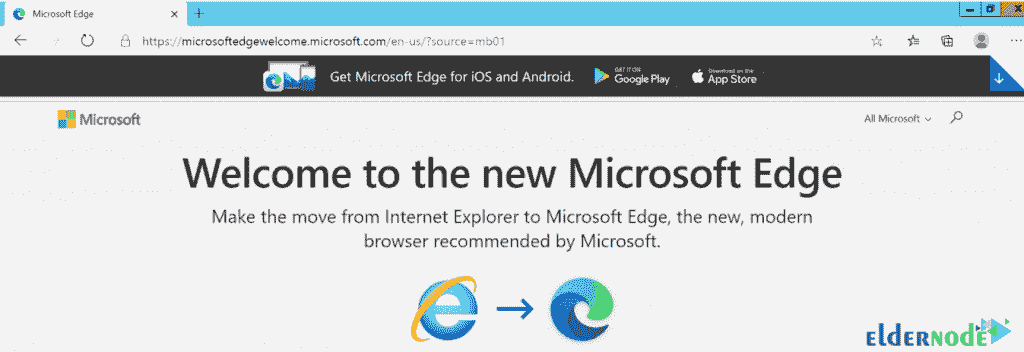 Microsoft Edge
https://microsoftedgewelcome.microsoft.com/en-us/?source=mb01
Get Microsoft Edge for iOS and Android.
GET IT ON
Google Play
Download on the
App Store
Microsoft
All Microsoft
Welcome to the new Microsoft Edge
Make the move from Internet Explorer to Microsoft Edge, the new, modern
browser recommended by Microsoft.
eldernode